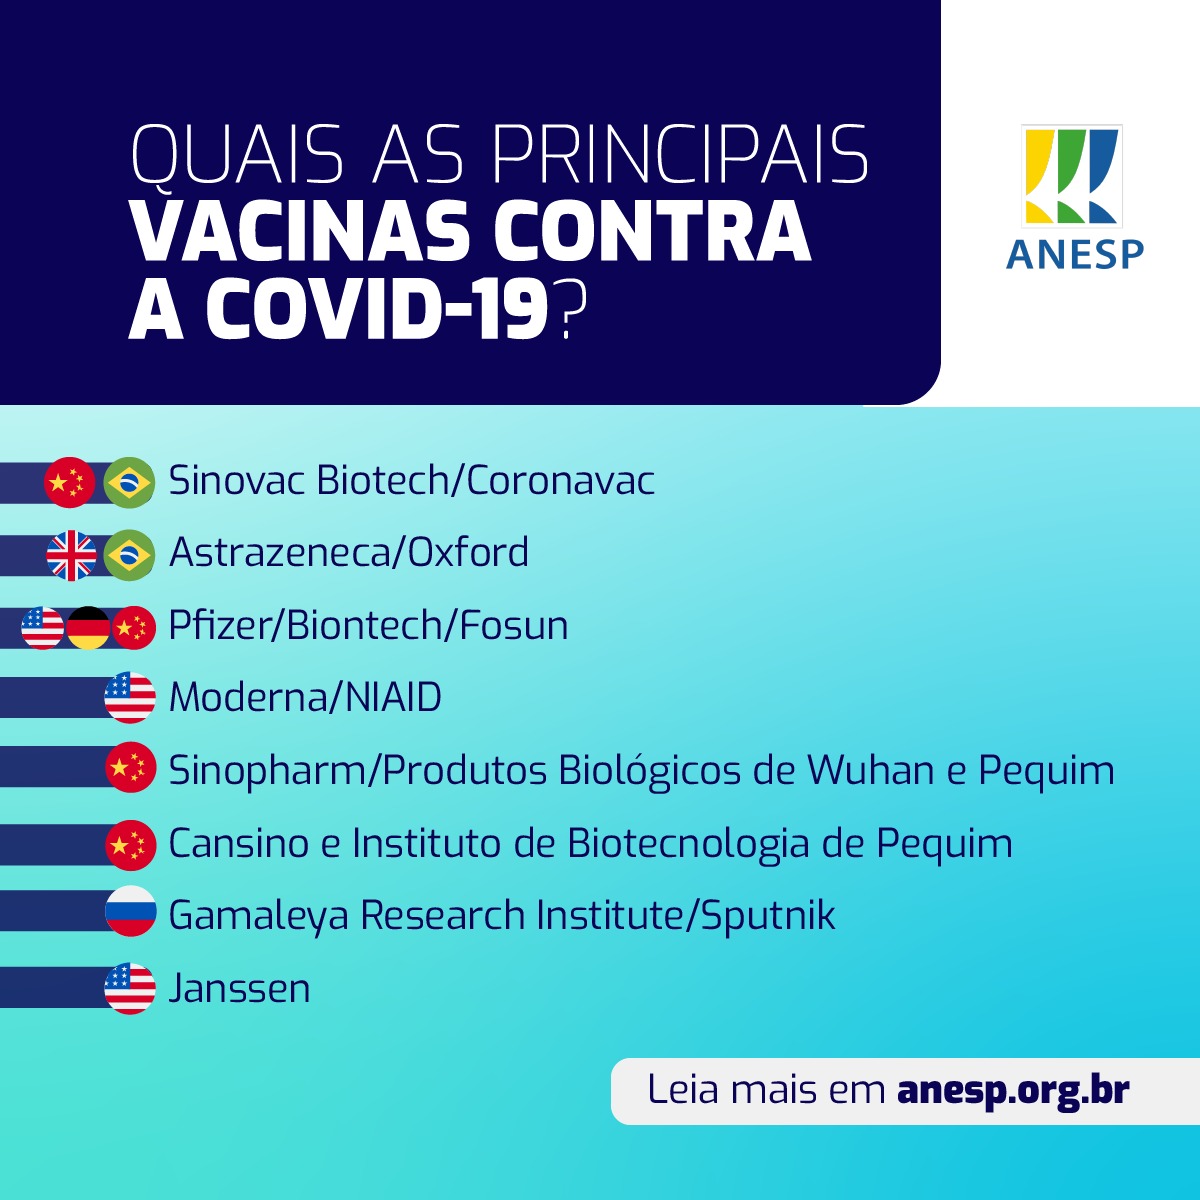 QUAIS AS PRINCIPAIS
VACINAS CONTRA
A COVID-19?
ANESP
Sinovac Biotech/Coronavac
Astrazeneca/Oxford
Pfizer/Biontech/Fosun
Moderna/NIAID
Sinopharm/Produtos Biológicos de Wuhan e Pequim
Cansino e Instituto de Biotecnologia de Pequim
Gamaleya Research Institute/Sputnik
Janssen
Leia mais em anesp.org.br